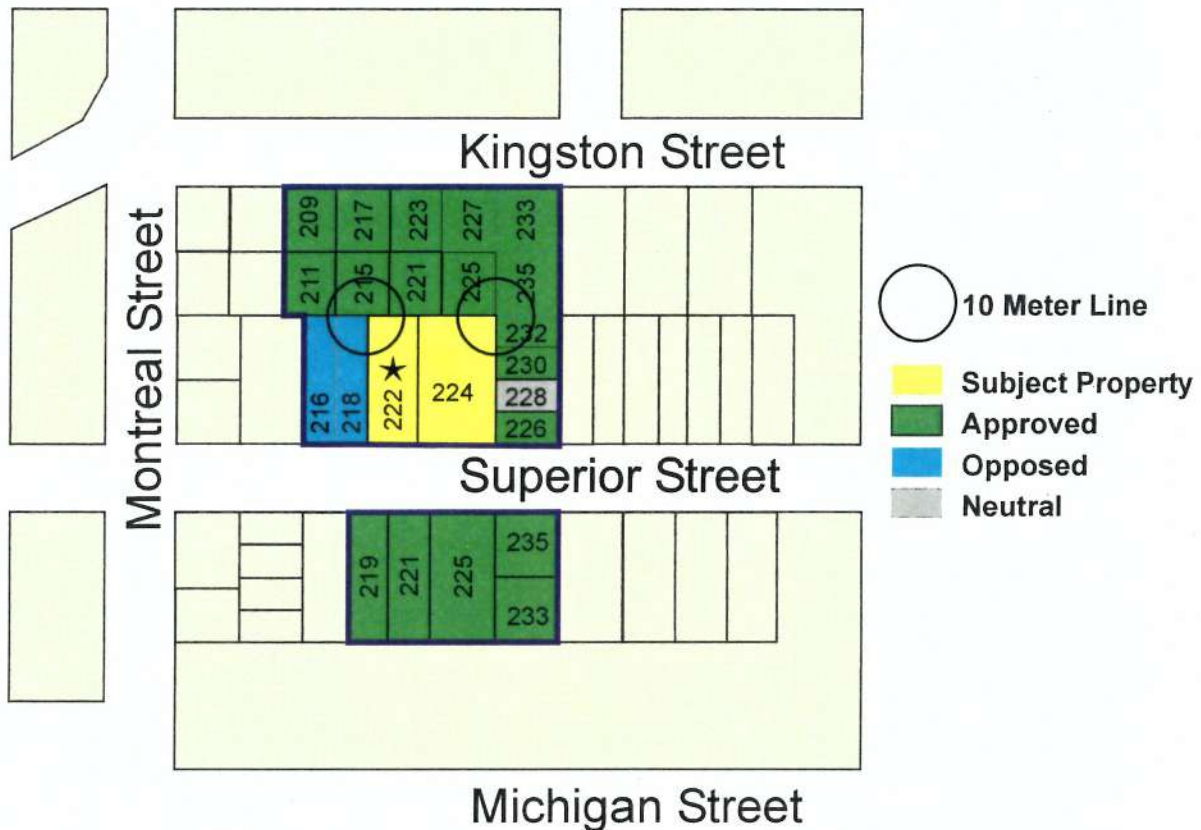 Kingston Street
Montreal Street
209
217
223
227
233
211
215
221
225
235
232
230
216
218
222
224
228
226
Superior Street
219
221
225
235
233
Michigan Street
10 Meter Line
Subject Property
Approved
Opposed
Neutral